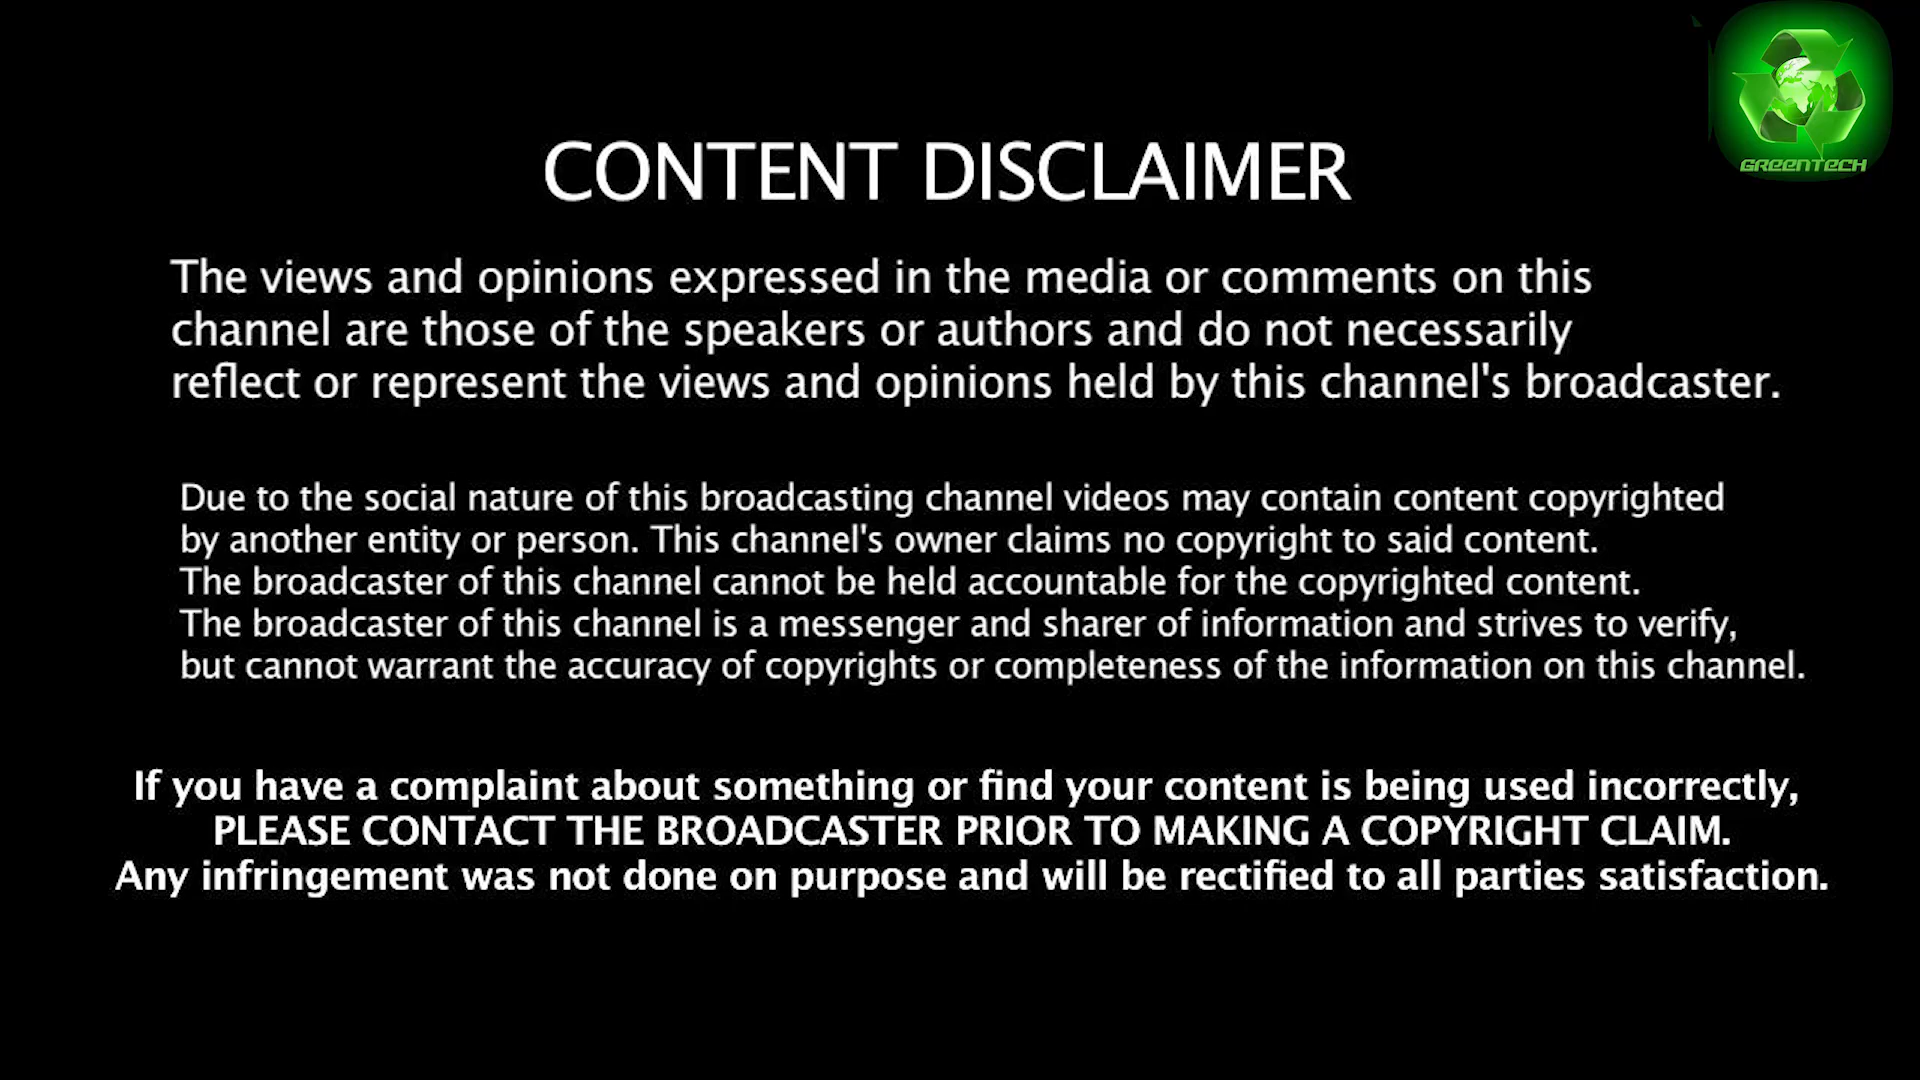 GREENTECH
CONTENT DISCLAIMER
The views and opinions expressed in the media or comments on this
channel are those of the speakers or authors and do not necessarily
reflect or represent the views and opinions held by this channel's broadcaster.
Due to the social nature of this broadcasting channel videos may contain content copyrighted
by another entity or person. This channel's owner claims no copyright to said content.
The broadcaster of this channel cannot be held accountable for the copyrighted content.
The broadcaster of this channel is a messenger and sharer of information and strives to verify,
but cannot warrant the accuracy of copyrights or completeness of the information on this channel.
If you have a complaint about something or find your content is being used incorrectly,
PLEASE CONTACT THE BROADCASTER PRIOR TO MAKING A COPYRIGHT CLAIM.
Any infringement was not done on purpose and will be rectified to all parties satisfaction.